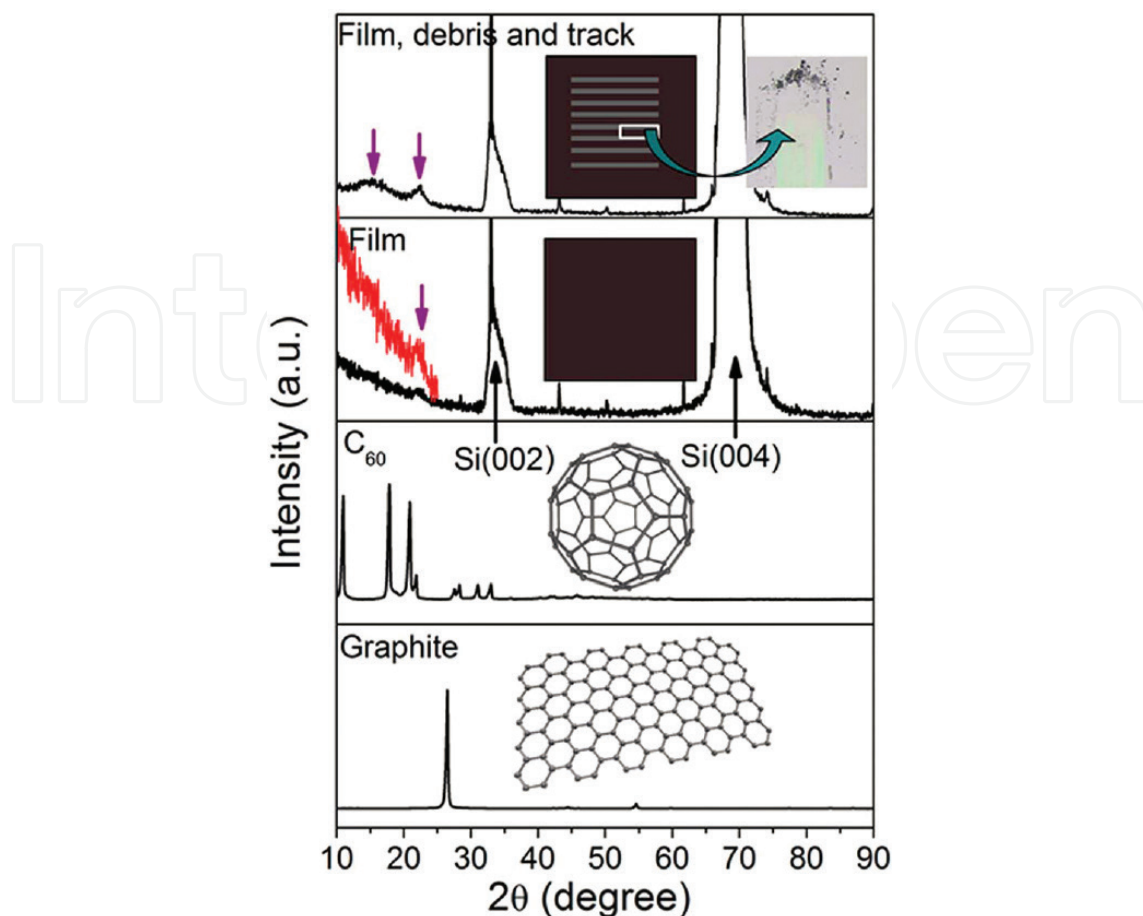 Film, debris and track
Film
C60
Si(002)
Si(004)
Graphite
Intensity (a.u.)
10 20 30 40 50 60 70 80 90
2θ (degree)